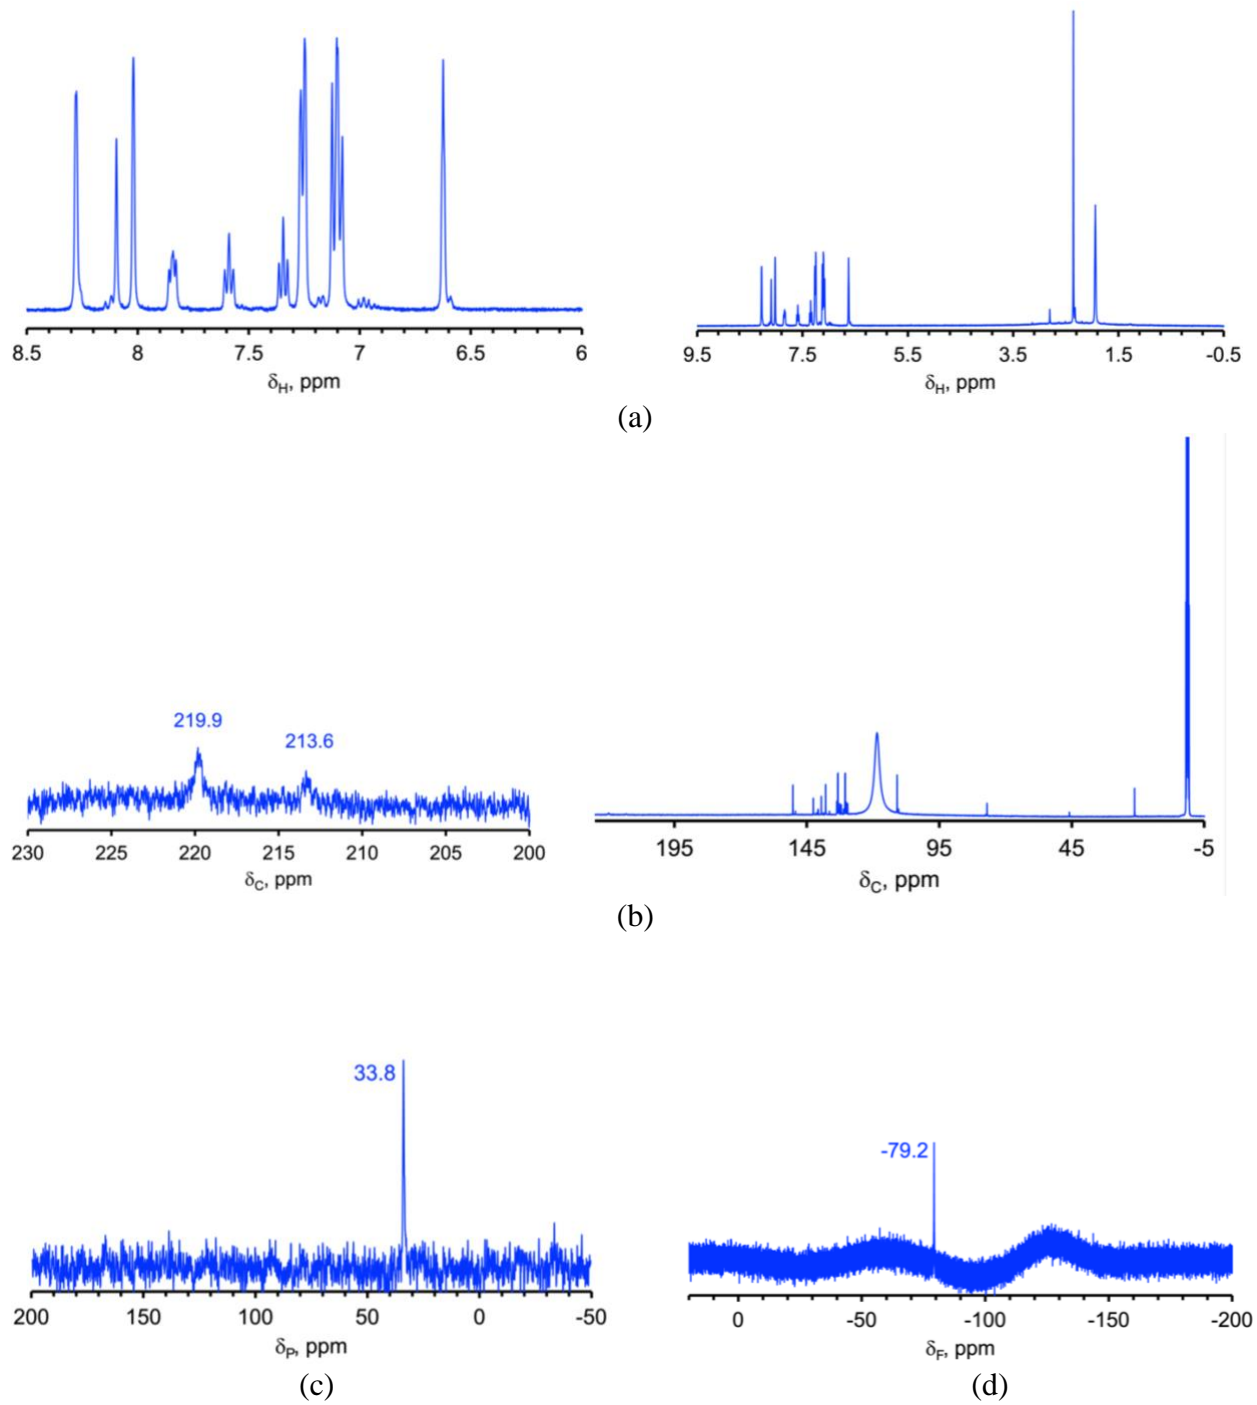 8.5 8 7.5 7 6.5 6
δH, ppm
9.5 7.5 5.5 3.5 1.5 -0.5
δH, ppm
(a)
219.9
213.6
230 225 220 215 210 205 200
δC, ppm
195 145 95 45 -5
δC, ppm
(b)
33.8
200 150 100 50 0 -50
δP, ppm
(c)
-79.2
0 -50 -100 -150 -200
δF, ppm
(d)